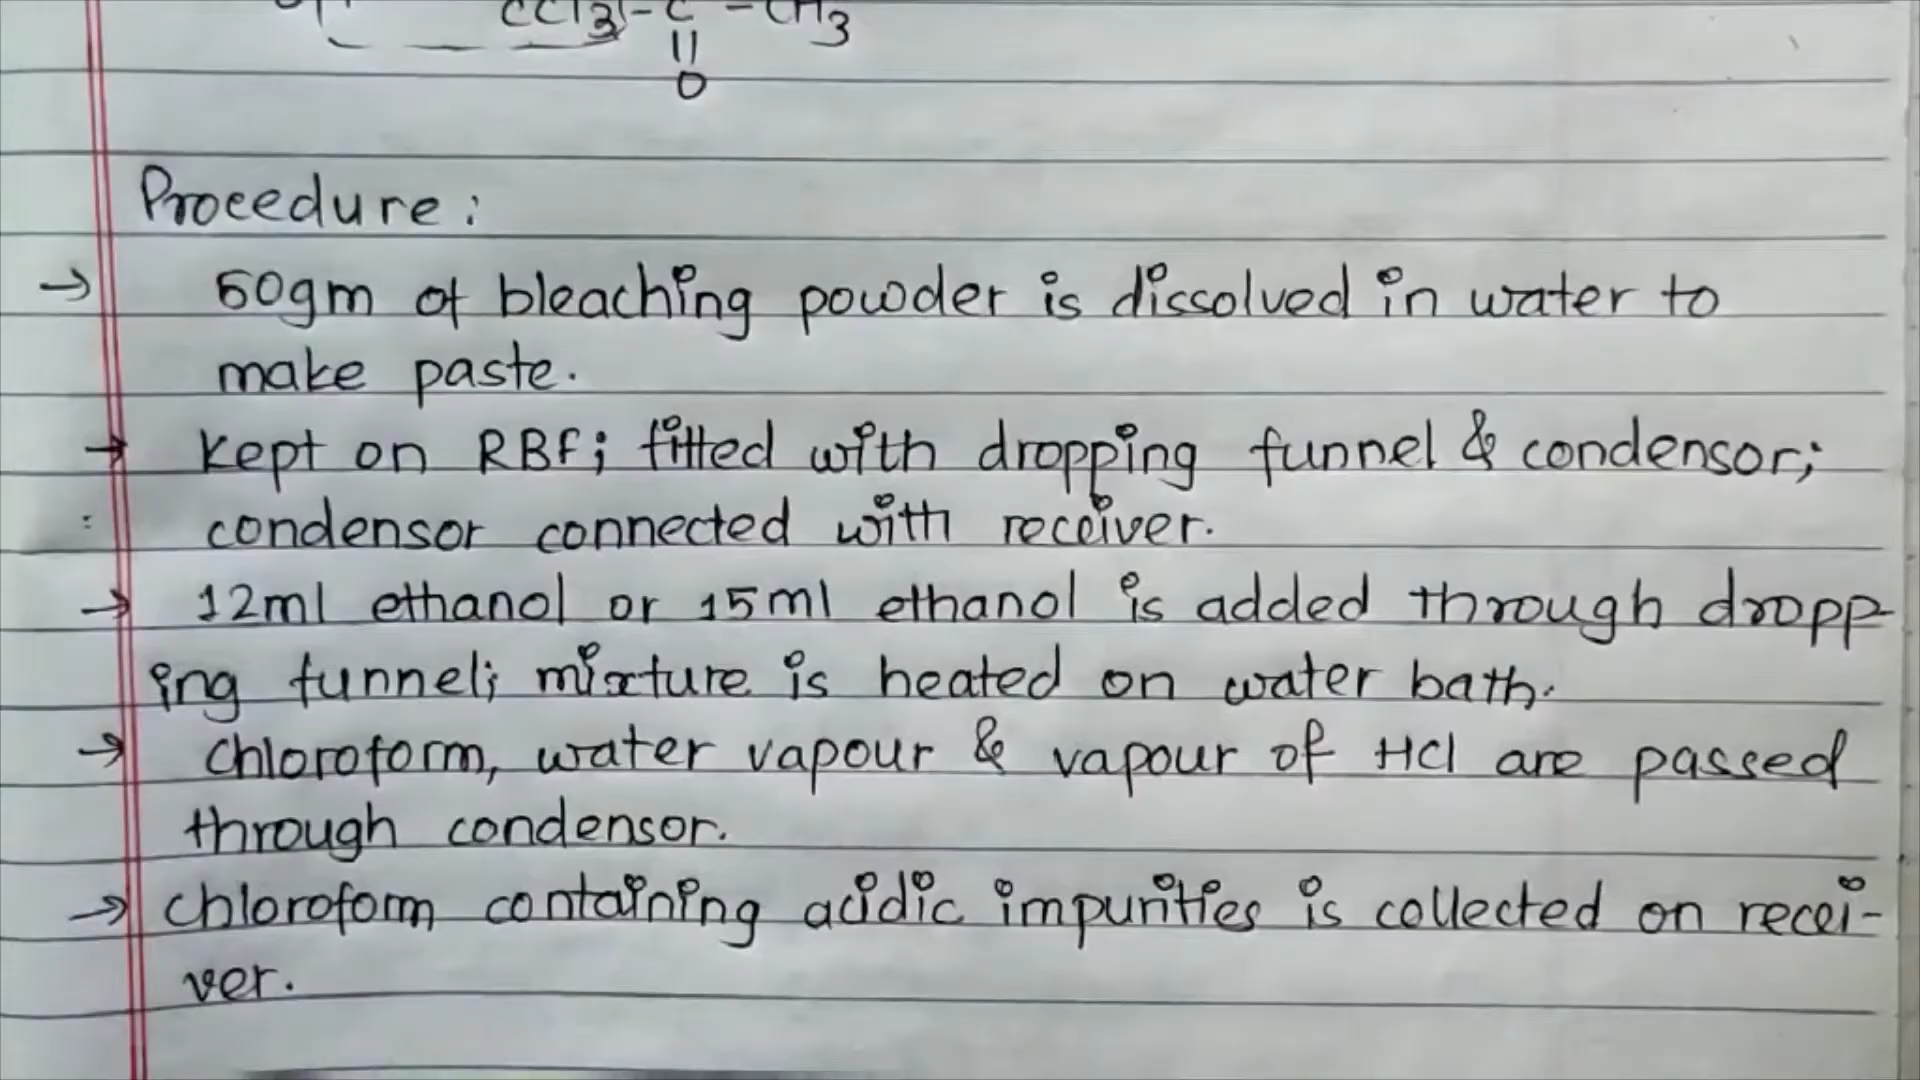 CCl3-C-CH3
||
O
Procedure:
→ 50gm of bleaching powder is dissolved in water to
make paste.
→ Kept on RBF; fitted with dropping funnel & condensor;
condensor connected with receiver.
→ 12ml ethanol or 15ml ethanol is added through dropp
ing funnel; mixture is heated on water bath.
→ Chloroform, water vapour & vapour of HCl are passed
through condensor.
→ chloroform containing acidic impurities is collected on recei-
ver.